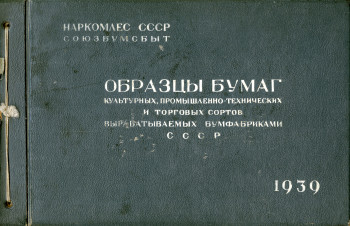 НАРКОМЛЕС СССР
СОЮЗБУМСБЫТ
ОБРАЗЦЫ БУМАГ
КУЛЬТУРНЫХ, ПРОМЫШЛЕННО-ТЕХНИЧЕСКИХ
И ТОРГОВЫХ СОРТОВ
ВЫРАБАТЫВАЕМЫХ БУМФАБРИКАМИ
СССР
1939